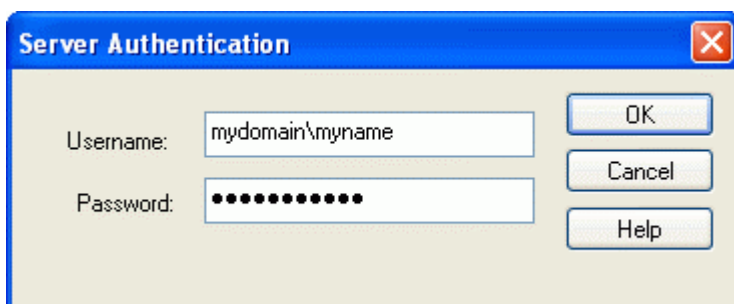 Server Authentication
Username: mydomain\myname
OK
Cancel
Password: •••••••••••
Help